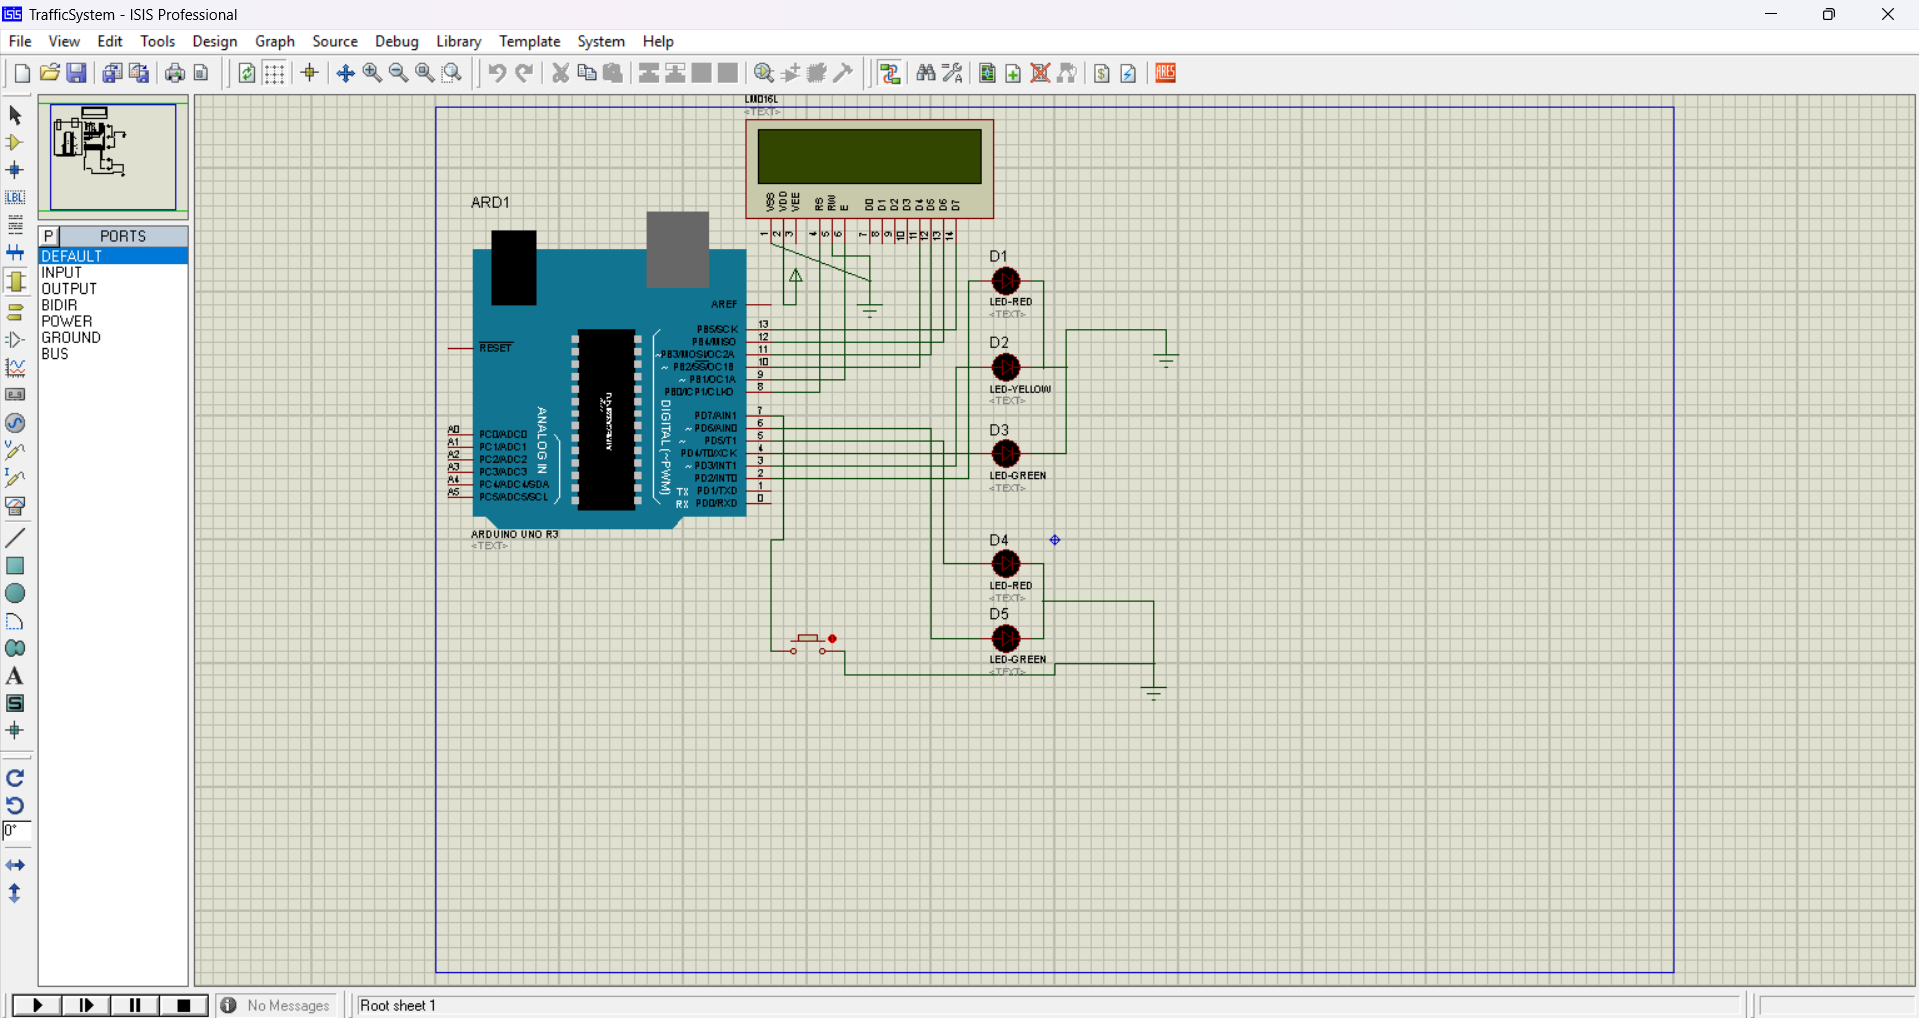 TrafficSystem - ISIS Professional
File View Edit Tools Design Graph Source Debug Library Template System Help
LBL
P PORTS
DEFAULT
INPUT
OUTPUT
BIDIR
POWER
GROUND
BUS
LM016L
<TEXT>
VSS VDD VEE RS RW E D0 D1 D2 D3 D4 D5 D6 D7
1 2 3 4 5 6 7 8 9 10 11 12 13 14
ARD1
AREF
RESET
PB5/SCK 13
PB4/MISO 12
~PB3/MOSI/OC2A 11
~ PB2/SS/OC1B 10
~ PB1/OC1A 9
PB0/ICP1/CLKO 8
PD7/AIN1 7
~ PD6/AIN0 6
~ PD5/T1 5
PD4/T0/XCK 4
~ PD3/INT1 3
PD2/INT0 2
TX PD1/TXD 1
RX PD0/RXD 0
DIGITAL (~PWM)
ANALOG IN
A0 PC0/ADC0
A1 PC1/ADC1
A2 PC2/ADC2
A3 PC3/ADC3
A4 PC4/ADC4/SDA
A5 PC5/ADC5/SCL
ARDUINO UNO R3
<TEXT>
D1
LED-RED
<TEXT>
D2
LED-YELLOW
<TEXT>
D3
LED-GREEN
<TEXT>
D4
LED-RED
<TEXT>
D5
LED-GREEN
<TEXT>
0°
No Messages
Root sheet 1